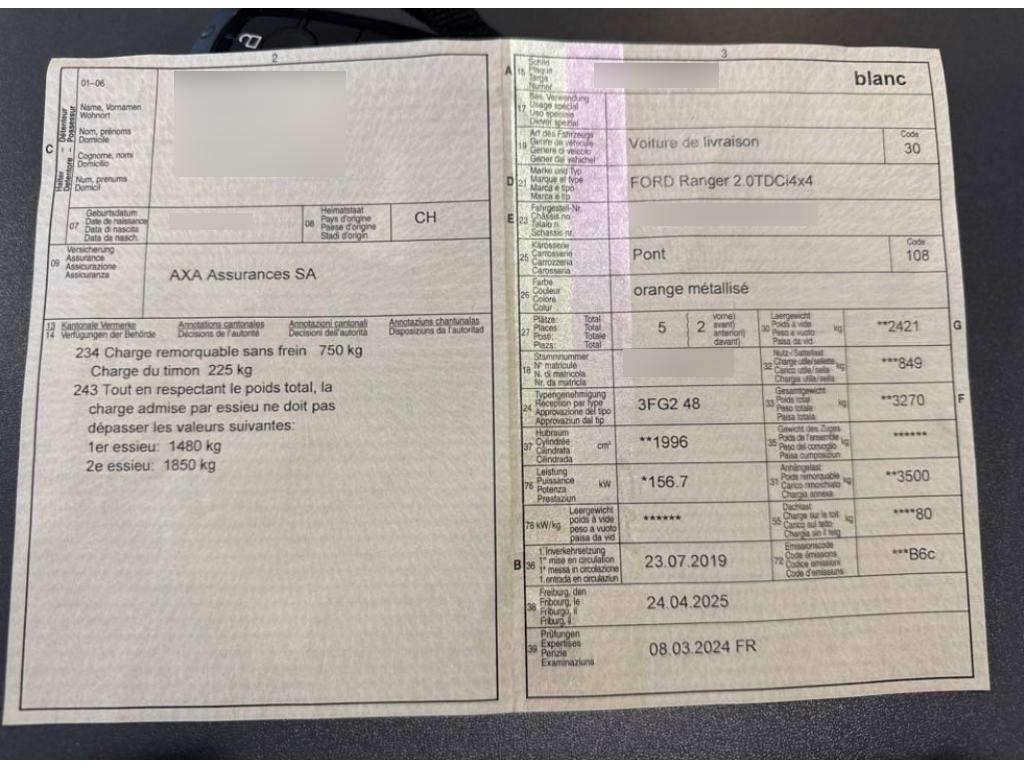 2
01-06
Name, Vornamen
Wohnort
Nom, prénoms
Domicile
Cognome, nomi
Domicilio
Num, prenums
Domicil
C
Halter - Détenteur
Detentore - Possessur
07
Geburtsdatum
Date de naissance
Data di nascita
Data da nasch.
08
Heimatstaat
Pays d'origine
Paese d'origine
Stadi d'origin
CH
09
Versicherung
Assurance
Assicurazione
Assicuranza
AXA Assurances SA
13 Kantonale Vermerke Annotations cantonales Annotazioni cantonali Annotaziuns chantunalas
14 Verfügungen der Behörde Décisions de l'autorité Decisioni dell'autorità Disposiziuns da l'autoritad
234 Charge remorquable sans frein 750 kg
Charge du timon 225 kg
243 Tout en respectant le poids total, la
charge admise par essieu ne doit pas
dépasser les valeurs suivantes:
1er essieu: 1480 kg
2e essieu: 1850 kg
3
A 15
Schild
Plaque
Targa
Numer
blanc
17
Bes. Verwendung
Usage spécial
Uso speciale
Diever spezial
19
Art des Fahrzeugs
Genre de véhicule
Genere di veicolo
Gener dal vehichel
Voiture de livraison
Code
30
D 21
Marke und Typ
Marque et type
Marca e tipo
Marca e tip
FORD Ranger 2.0TDCi4x4
E 23
Fahrgestell-Nr.
Châssis no
Telaio n.
Schassis nr.
25
Karosserie
Carrosserie
Carrozzeria
Carossaria
Pont
Code
108
26
Farbe
Couleur
Colore
Colur
orange métallisé
27
Plätze: Total
Places: Total
Posti: Totale
Plazs: Total
5
2
vorne)
avant)
anteriori)
davant)
30
Leergewicht
Poids à vide
Peso a vuoto
Paisa da vid
kg
**2421
G
18
Stammnummer
N° matricule
N. di matricola
Nr. da matricla
32
Nutz-/Sattellast
Charge utile/sellette
Carico utile/sella
Chargia utila/sella
kg
***849
24
Typengenehmigung
Réception par type
Approvazione del tipo
Approvaziun dal tip
3FG2 48
33
Gesamtgewicht
Poids total
Peso totale
Paisa totala
kg
**3270
F
37
Hubraum
Cylindrée
Cilindrata
Cilindrada
cm³
**1996
35
Gewicht des Zuges
Poids de l'ensemble
Peso del convoglio
Paisa cumposiziun
kg
******
76
Leistung
Puissance
Potenza
Prestaziun
kW
*156.7
31
Anhängelast
Poids remorquable
Carico rimorchiato
Chargia annexa
kg
**3500
78 kW/kg
Leergewicht
poids à vide
peso a vuoto
paisa da vid
******
55
Dachlast
Charge sur le toit
Carico sul tetto
Chargia sin il tetg
kg
****80
B 36
1. Inverkehrsetzung
1re mise en circulation
1a messa in circolazione
1. entrada en circulaziun
23.07.2019
72
Emissionscode
Code émissions
Codice emissioni
Code d'emissiuns
***B6c
38
Freiburg, den
Fribourg, le
Friburgo, il
Friburg, il
24.04.2025
39
Prüfungen
Expertises
Perizie
Examinaziuns
08.03.2024 FR